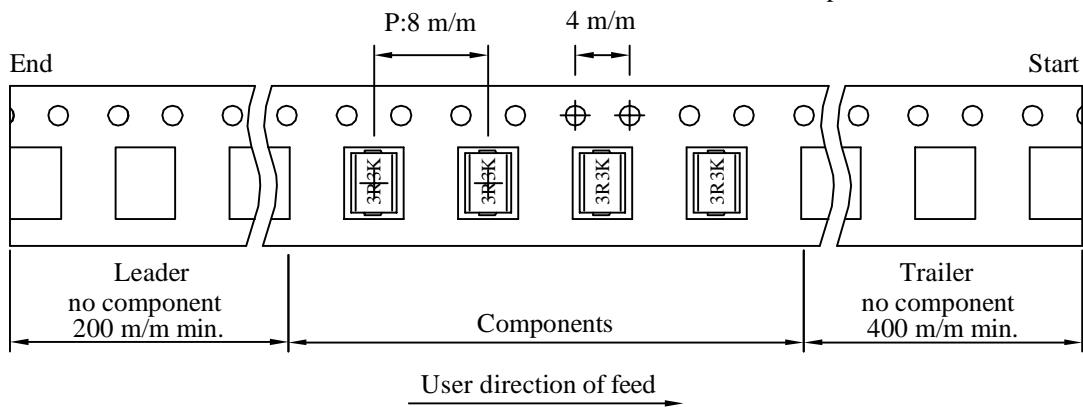 P:8 m/m
4 m/m
End
Start
3R3K
3R3K
3R3K
3R3K
Leader
no component
200 m/m min.
Components
Trailer
no component
400 m/m min.
User direction of feed